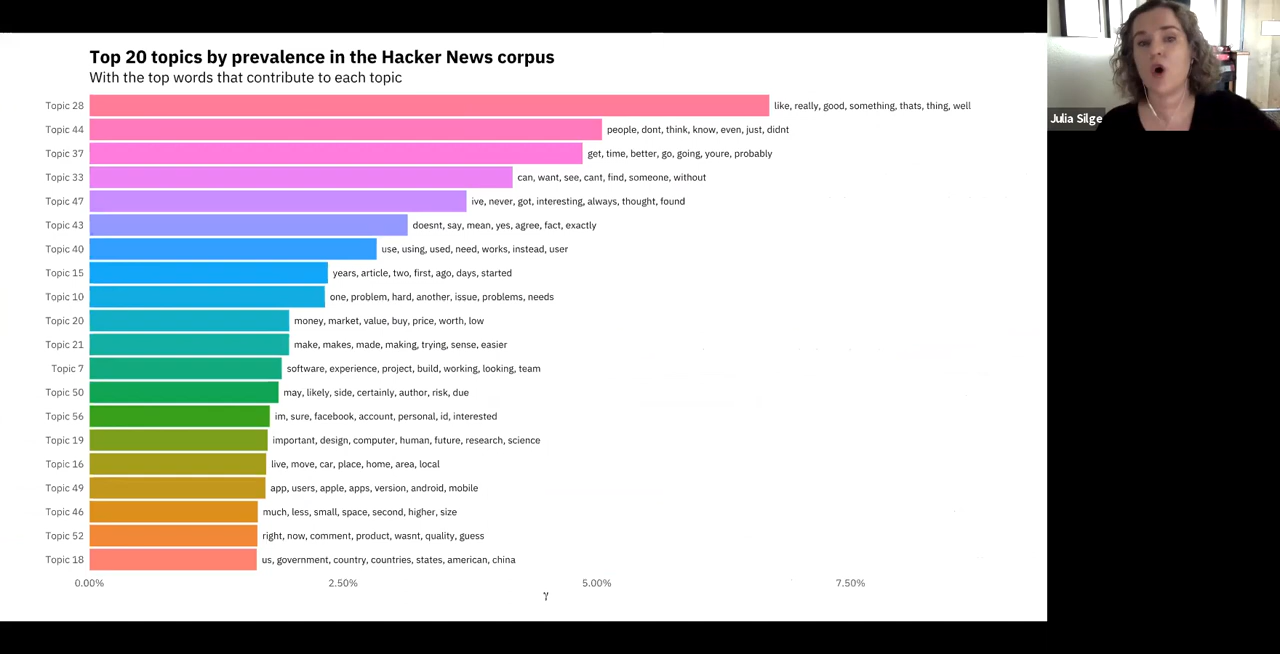 Top 20 topics by prevalence in the Hacker News corpus
With the top words that contribute to each topic
Topic 28 like, really, good, something, thats, thing, well
Julia Silge
Topic 44 people, dont, think, know, even, just, didnt
Topic 37 get, time, better, go, going, youre, probably
Topic 33 can, want, see, cant, find, someone, without
Topic 47 ive, never, got, interesting, always, thought, found
Topic 43 doesnt, say, mean, yes, agree, fact, exactly
Topic 40 use, using, used, need, works, instead, user
Topic 15 years, article, two, first, ago, days, started
Topic 10 one, problem, hard, another, issue, problems, needs
Topic 20 money, market, value, buy, price, worth, low
Topic 21 make, makes, made, making, trying, sense, easier
Topic 7 software, experience, project, build, working, looking, team
Topic 50 may, likely, side, certainly, author, risk, due
Topic 56 im, sure, facebook, account, personal, id, interested
Topic 19 important, design, computer, human, future, research, science
Topic 16 live, move, car, place, home, area, local
Topic 49 app, users, apple, apps, version, android, mobile
Topic 46 much, less, small, space, second, higher, size
Topic 52 right, now, comment, product, wasnt, quality, guess
Topic 18 us, government, country, countries, states, american, china
0.00% 2.50% 5.00% 7.50%
γ